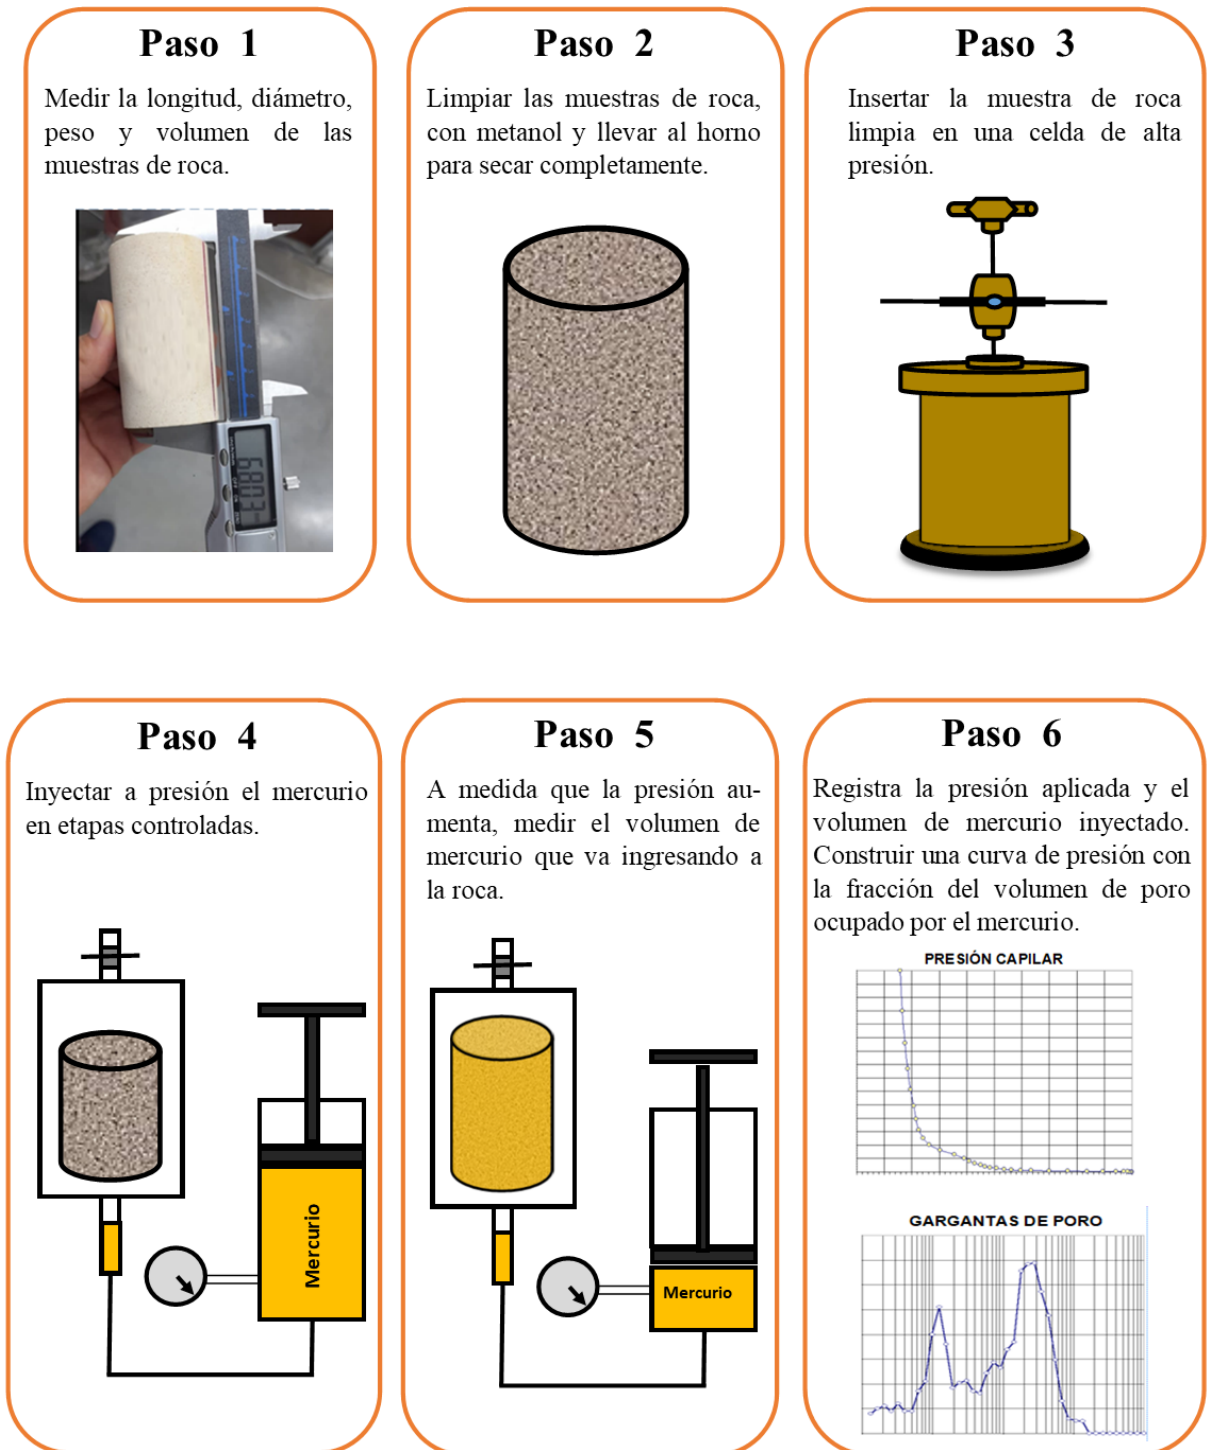 Paso 1
Medir la longitud, diámetro,
peso y volumen de las
muestras de roca.
Paso 2
Limpiar las muestras de roca,
con metanol y llevar al horno
para secar completamente.
Paso 3
Insertar la muestra de roca
limpia en una celda de alta
presión.
Paso 4
Inyectar a presión el mercurio
en etapas controladas.
Mercurio
Paso 5
A medida que la presión au-
menta, medir el volumen de
mercurio que va ingresando a
la roca.
Mercurio
Paso 6
Registra la presión aplicada y el
volumen de mercurio inyectado.
Construir una curva de presión con
la fracción del volumen de poro
ocupado por el mercurio.
PRESIÓN CAPILAR
GARGANTAS DE PORO